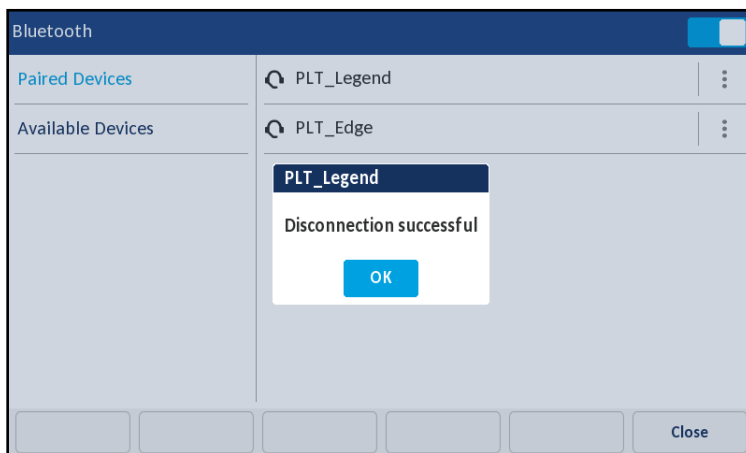 Bluetooth
Paired Devices
PLT_Legend
Available Devices
PLT_Edge
PLT_Legend
Disconnection successful
OK
Close